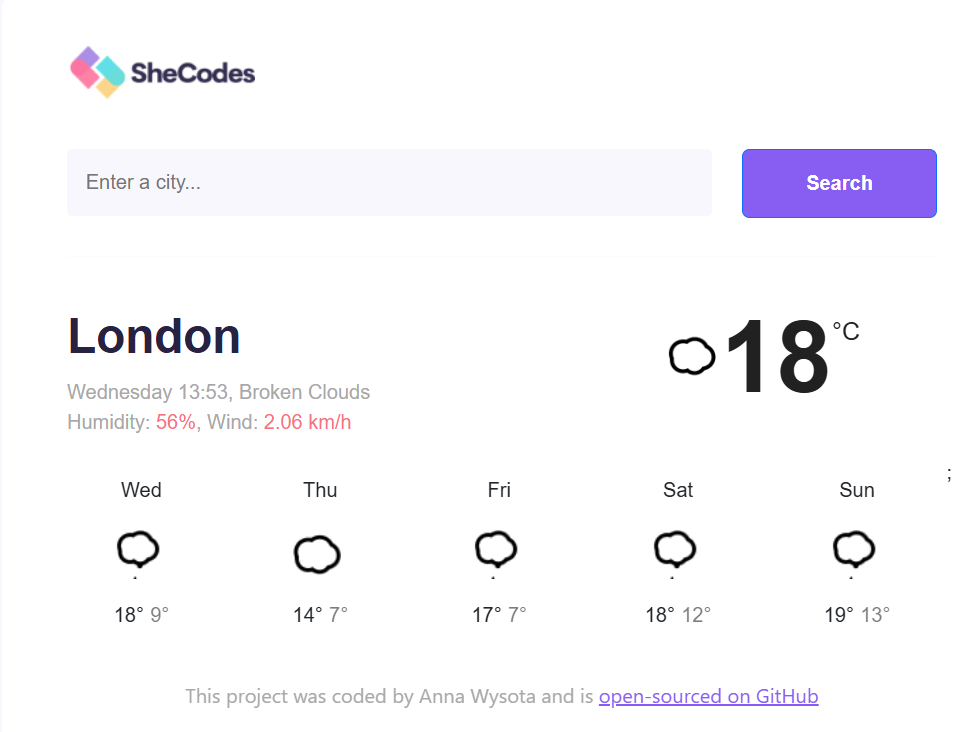 SheCodes
Enter a city... Search
London 18 °C
Wednesday 13:53, Broken Clouds
Humidity: 56%, Wind: 2.06 km/h
;
Wed Thu Fri Sat Sun
18° 9° 14° 7° 17° 7° 18° 12° 19° 13°
This project was coded by Anna Wysota and is open-sourced on GitHub